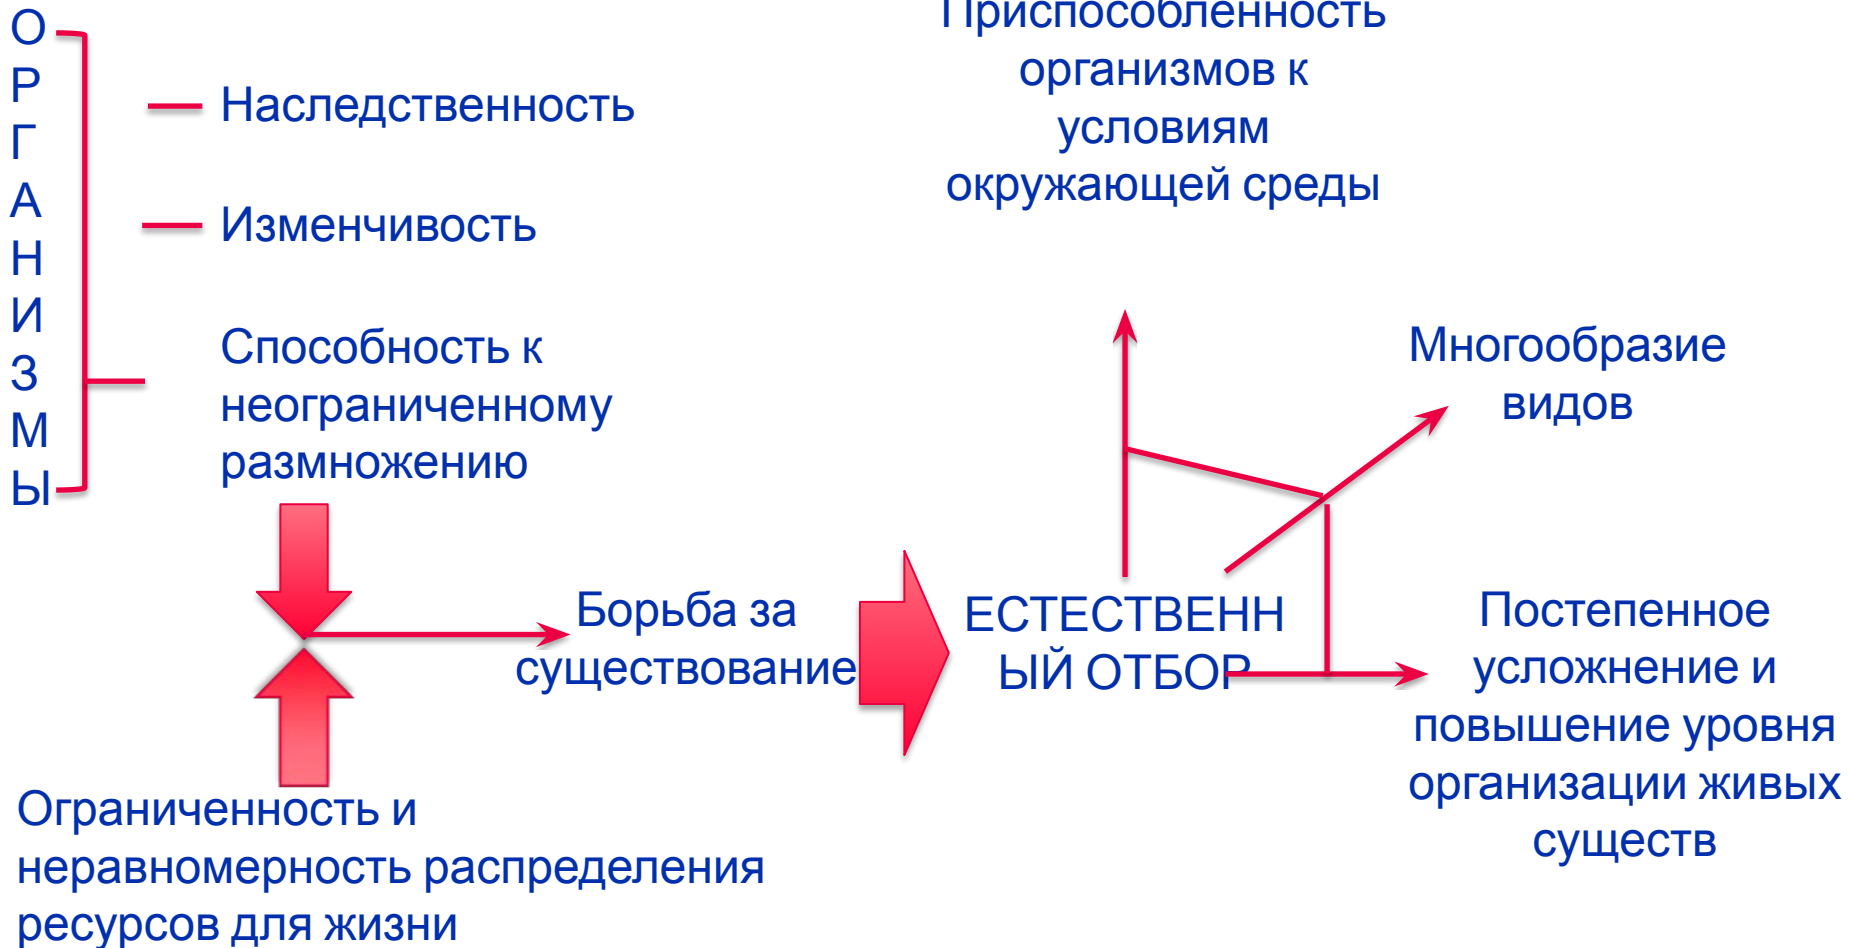 О
Р
Г
А
Н
И
З
М
Ы
Наследственность
Изменчивость
Способность к
неограниченному
размножению
Ограниченность и
неравномерность распределения
ресурсов для жизни
Борьба за
существование
ЕСТЕСТВЕНН
ЫЙ ОТБОР
Приспособленность
организмов к
условиям
окружающей среды
Многообразие
видов
Постепенное
усложнение и
повышение уровня
организации живых
существ